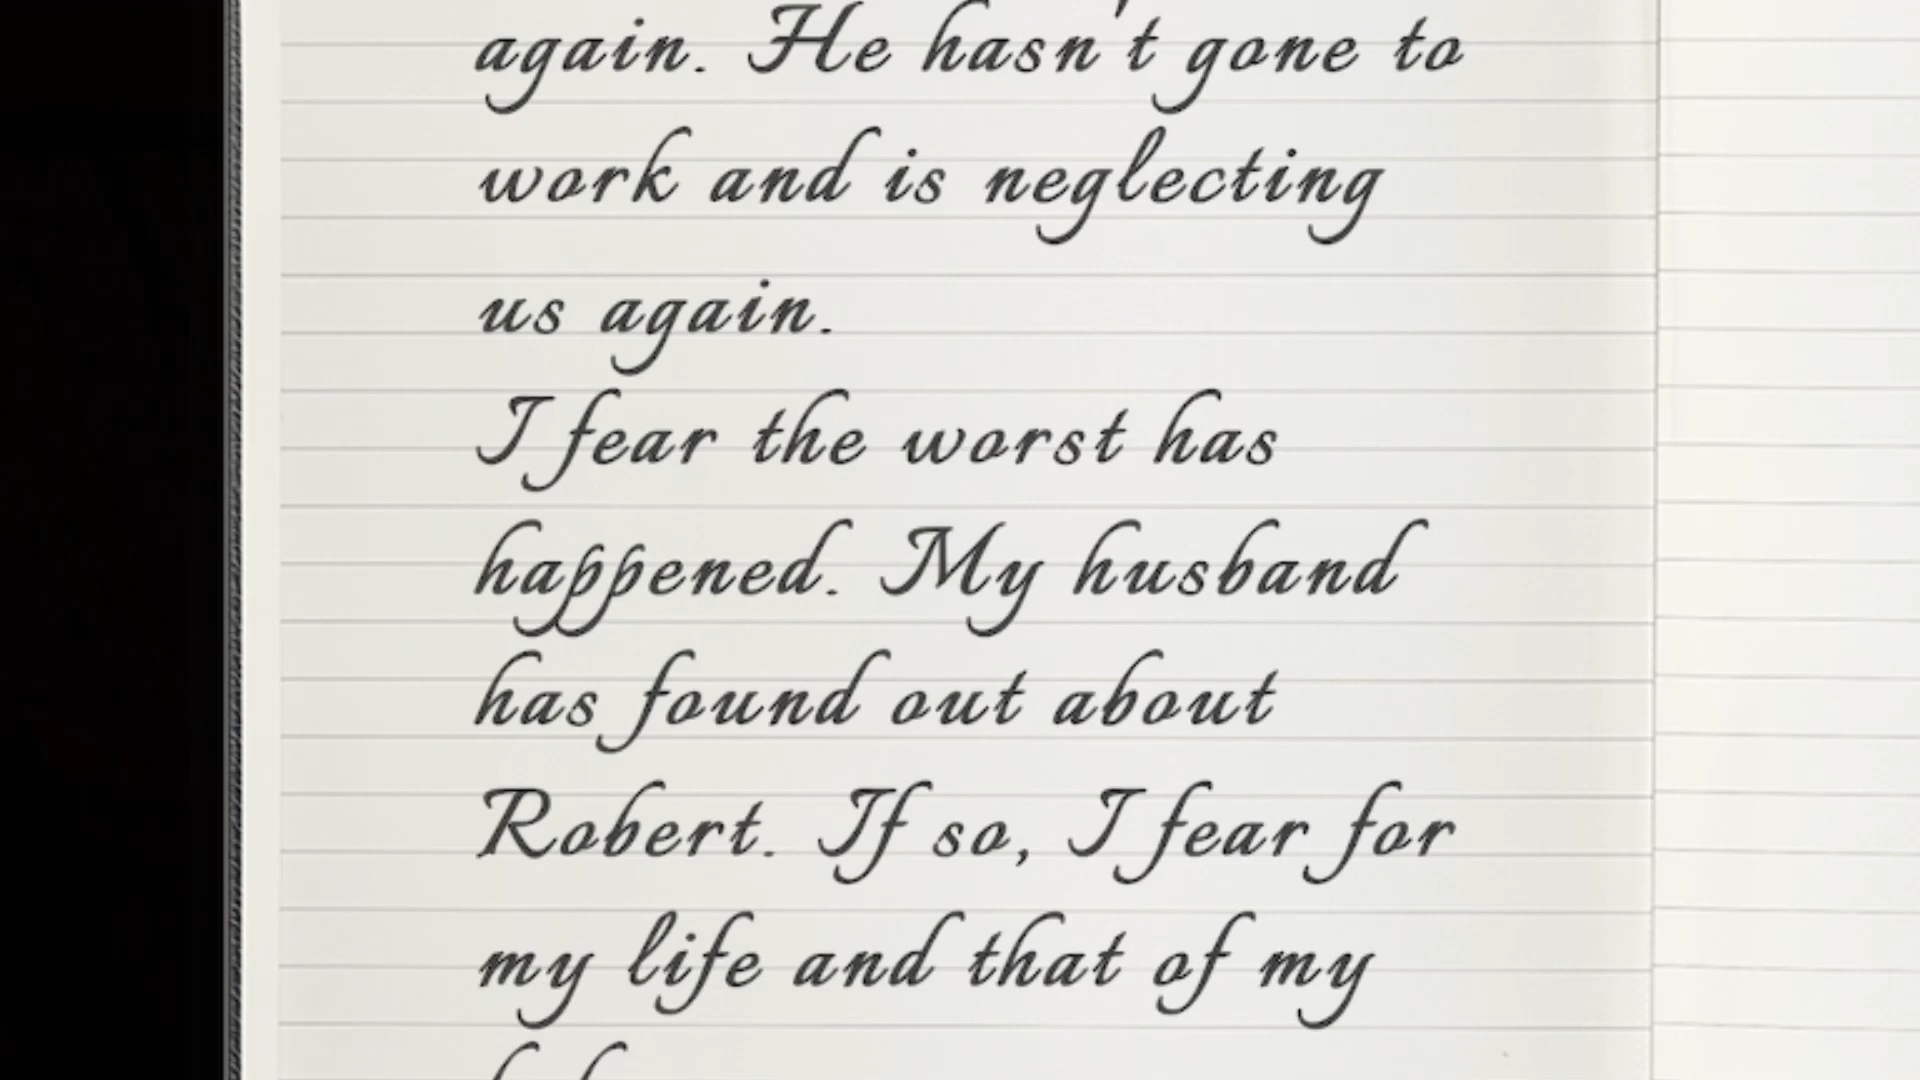 again. He hasn't gone to
work and is neglecting
us again.
I fear the worst has
happened. My husband
has found out about
Robert. If so, I fear for
my life and that of my